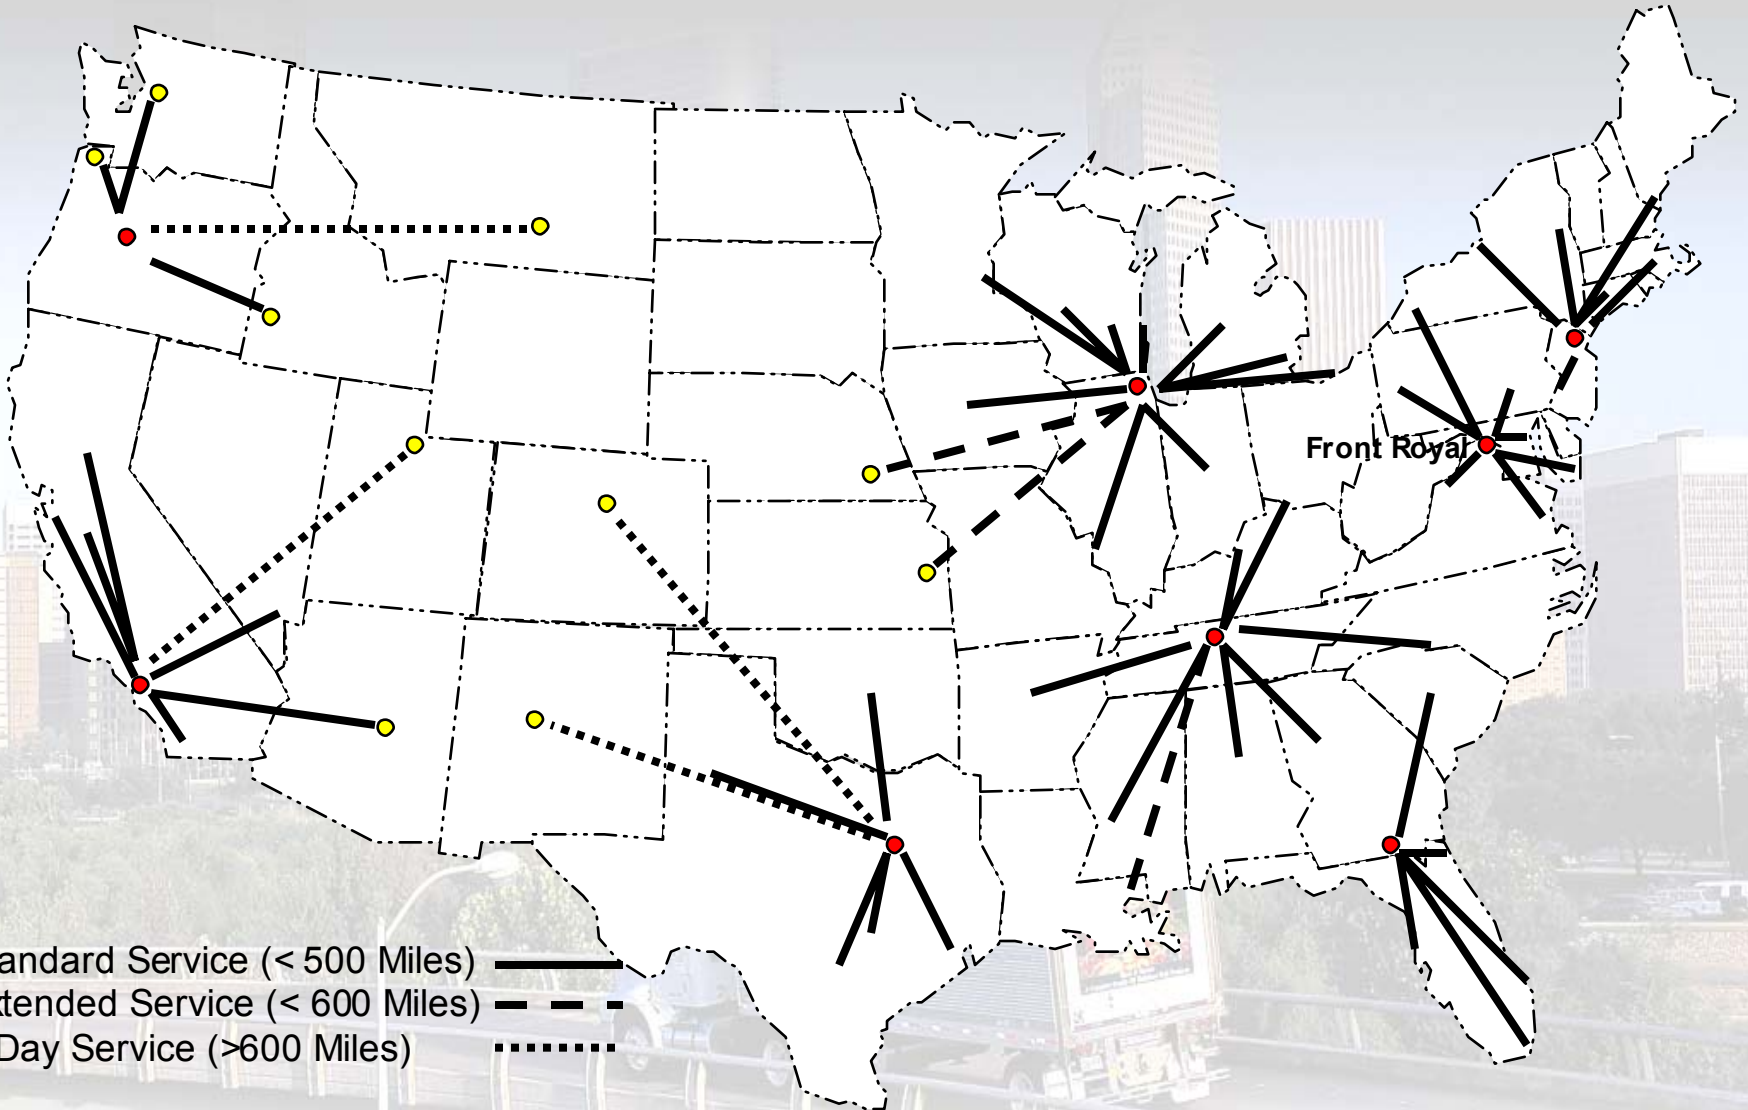 Front Royal
andard Service (< 500 Miles)
tended Service (< 600 Miles)
Day Service (>600 Miles)